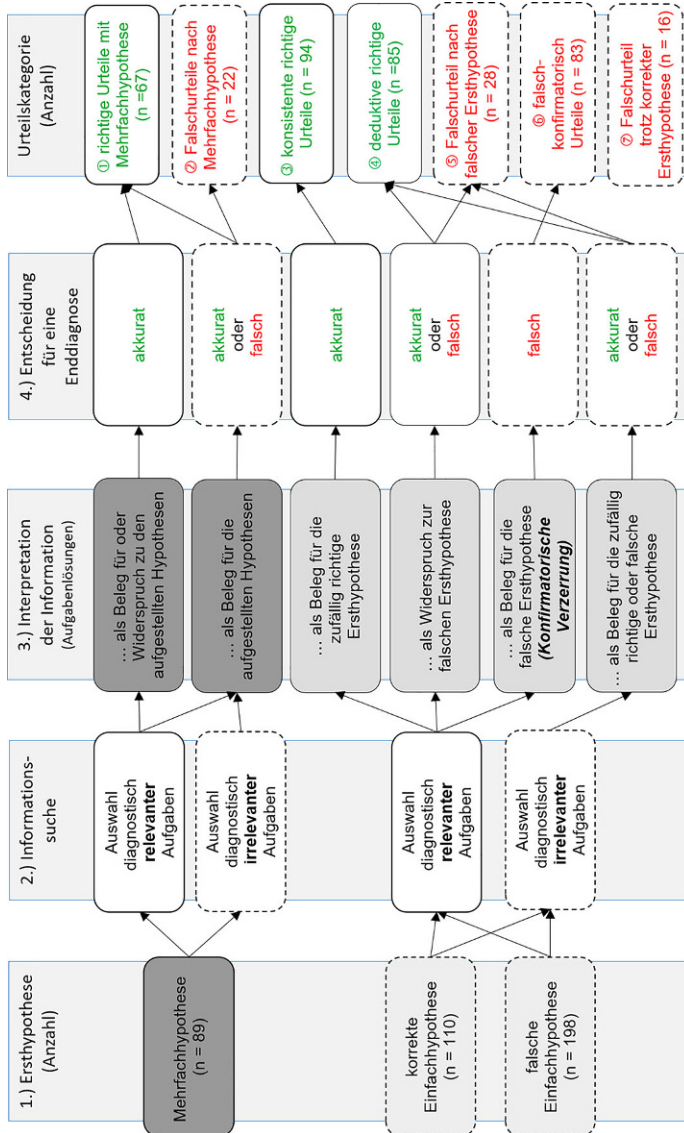 1.) Ersthypothese
(Anzahl)
Mehrfachhypothese
(n = 89)
korrekte
Einfachhypothese
(n = 110)
falsche
Einfachhypothese
(n = 198)
2.) Informations-
suche
Auswahl
diagnostisch
relevanter
Aufgaben
Auswahl
diagnostisch
irrelevanter
Aufgaben
Auswahl
diagnostisch
relevanter
Aufgaben
Auswahl
diagnostisch
irrelevanter
Aufgaben
3.) Interpretation
der Information
(Aufgabenlösungen)
… als Beleg für oder
Widerspruch zu den
aufgestellten Hypothesen
… als Beleg für die
aufgestellten Hypothesen
… als Beleg für die
zufällig richtige
Ersthypothese
… als Widerspruch zur
falschen Ersthypothese
… als Beleg für die
falsche Ersthypothese
(Konfirmatorische
Verzerrung)
… als Beleg für die zufällig
richtige oder falsche
Ersthypothese
4.) Entscheidung
für eine
Enddiagnose
akkurat
akkurat
oder
falsch
akkurat
akkurat
oder
falsch
falsch
akkurat
oder
falsch
Urteilskategorie
(Anzahl)
① richtige Urteile mit
Mehrfachhypothese
(n =67)
② Falschurteile nach
Mehrfachhypothese
(n = 22)
③ konsistente richtige
Urteile (n = 94)
④ deduktive richtige
Urteile (n =85)
⑤ Falschurteil nach
falscher Ersthypothese
(n = 28)
⑥ falsch-
konfirmatorisch
Urteile (n = 83)
⑦ Falschurteil
trotz korrekter
Ersthypothese (n = 16)